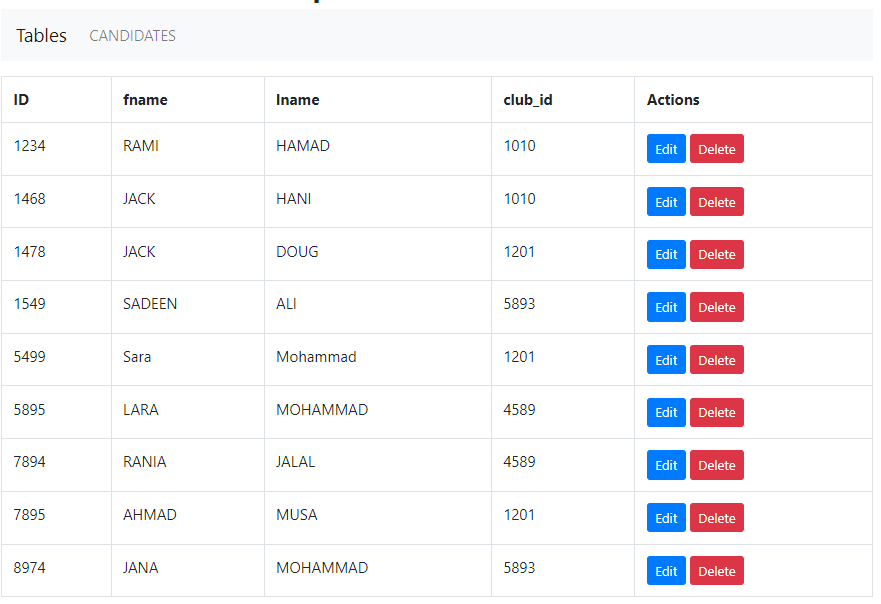 Tables CANDIDATES
ID fname lname club_id Actions
1234 RAMI HAMAD 1010 Edit Delete
1468 JACK HANI 1010 Edit Delete
1478 JACK DOUG 1201 Edit Delete
1549 SADEEN ALI 5893 Edit Delete
5499 Sara Mohammad 1201 Edit Delete
5895 LARA MOHAMMAD 4589 Edit Delete
7894 RANIA JALAL 4589 Edit Delete
7895 AHMAD MUSA 1201 Edit Delete
8974 JANA MOHAMMAD 5893 Edit Delete